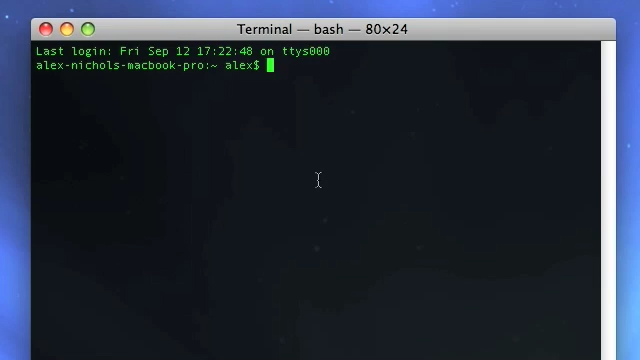 Terminal — bash — 80×24
Last login: Fri Sep 12 17:22:48 on ttys000
alex-nichols-macbook-pro:~ alex$